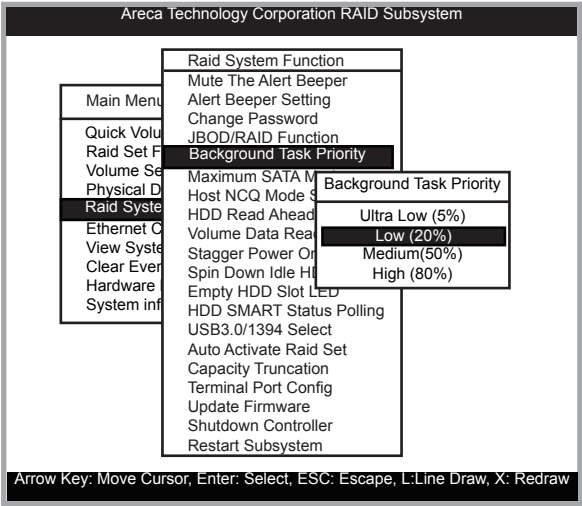 Areca Technology Corporation RAID Subsystem
Main Menu
Quick Volu
Raid Set F
Volume Se
Physical D
Raid Syste
Ethernet C
View Syste
Clear Even
Hardware
System inf
Raid System Function
Mute The Alert Beeper
Alert Beeper Setting
Change Password
JBOD/RAID Function
Background Task Priority
Maximum SATA M
Host NCQ Mode S
HDD Read Ahead
Volume Data Rea
Stagger Power On
Spin Down Idle HD
Empty HDD Slot LED
HDD SMART Status Polling
USB3.0/1394 Select
Auto Activate Raid Set
Capacity Truncation
Terminal Port Config
Update Firmware
Shutdown Controller
Restart Subsystem
Background Task Priority
Ultra Low (5%)
Low (20%)
Medium(50%)
High (80%)
Arrow Key: Move Cursor, Enter: Select, ESC: Escape, L:Line Draw, X: Redraw